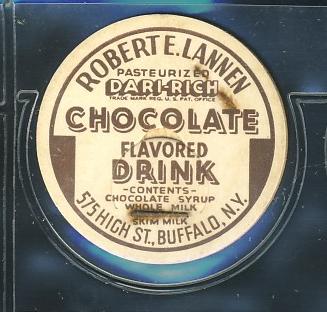 ROBERT E. LANNEN
PASTEURIZED
DARI-RICH
TRADE MARK REG. U.S. PAT. OFFICE
CHOCOLATE
FLAVORED
DRINK
-CONTENTS-
CHOCOLATE SYRUP
WHOLE MILK
SKIM MILK
575 HIGH ST., BUFFALO, N.Y.